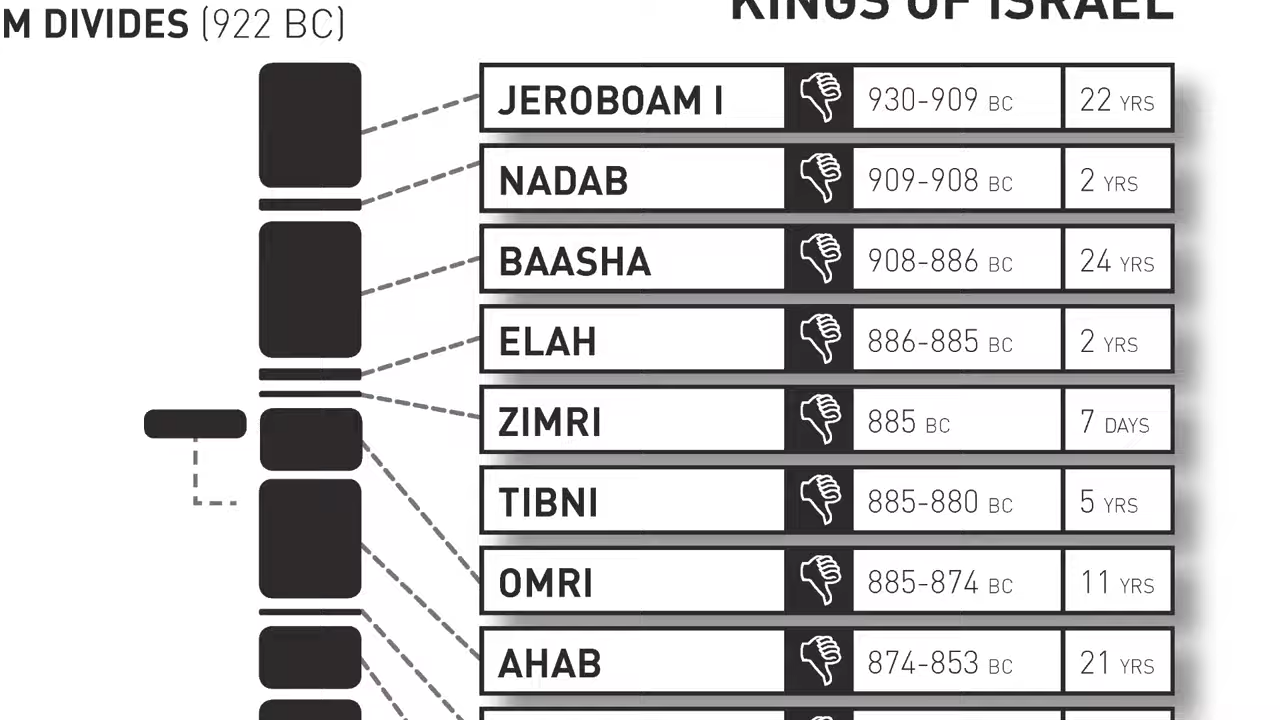 M DIVIDES (922 BC)
KINGS OF ISRAEL
JEROBOAM I 930-909 BC 22 YRS
NADAB 909-908 BC 2 YRS
BAASHA 908-886 BC 24 YRS
ELAH 886-885 BC 2 YRS
ZIMRI 885 BC 7 DAYS
TIBNI 885-880 BC 5 YRS
OMRI 885-874 BC 11 YRS
AHAB 874-853 BC 21 YRS